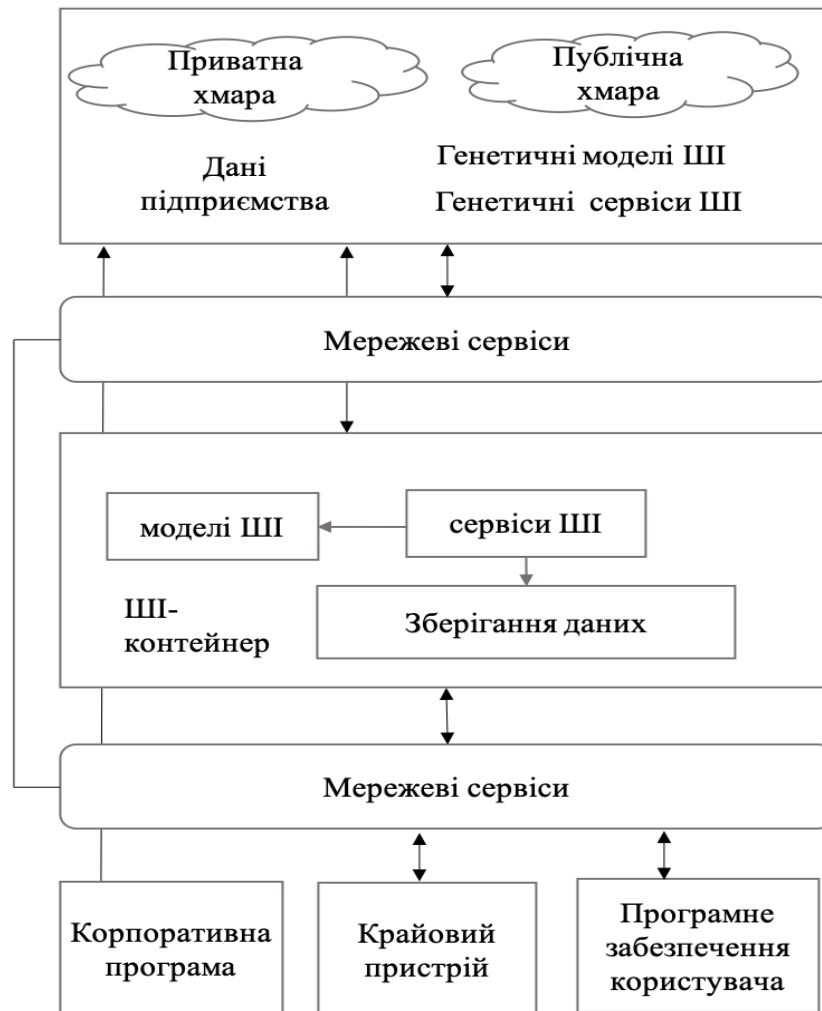 Приватна
хмара
Публічна
хмара
Дані
підприємства
Генетичні моделі ШІ
Генетичні сервіси ШІ
Мережеві сервіси
моделі ШІ
сервіси ШІ
Зберігання даних
ШІ-
контейнер
Мережеві сервіси
Корпоративна
програма
Крайовий
пристрій
Програмне
забезпечення
користувача